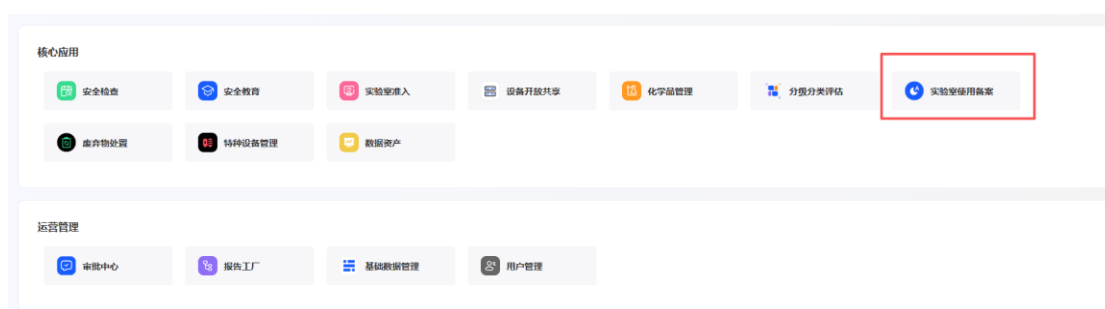 核心应用
安全检查 安全教育 实验室准入 设备开放共享 化学品管理 分级分类评估 实验室使用备案
废弃物处置 特种设备管理 数据资产
运营管理
审批中心 报告工厂 基础数据管理 用户管理